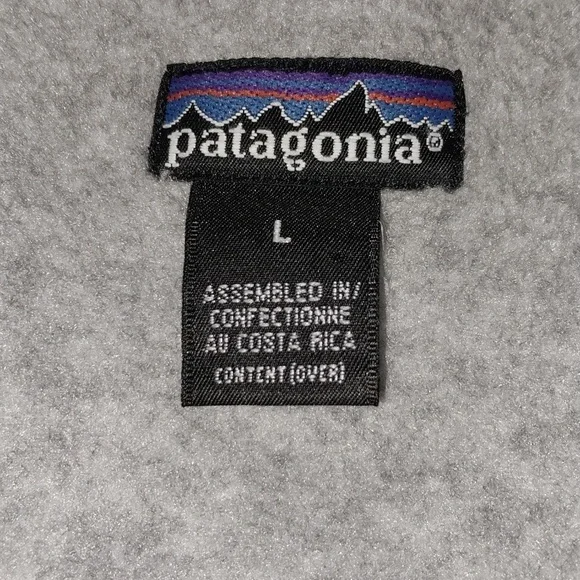 patagonia®
L
ASSEMBLED IN/
CONFECTIONNE
AU COSTA RICA
CONTENT (OVER)